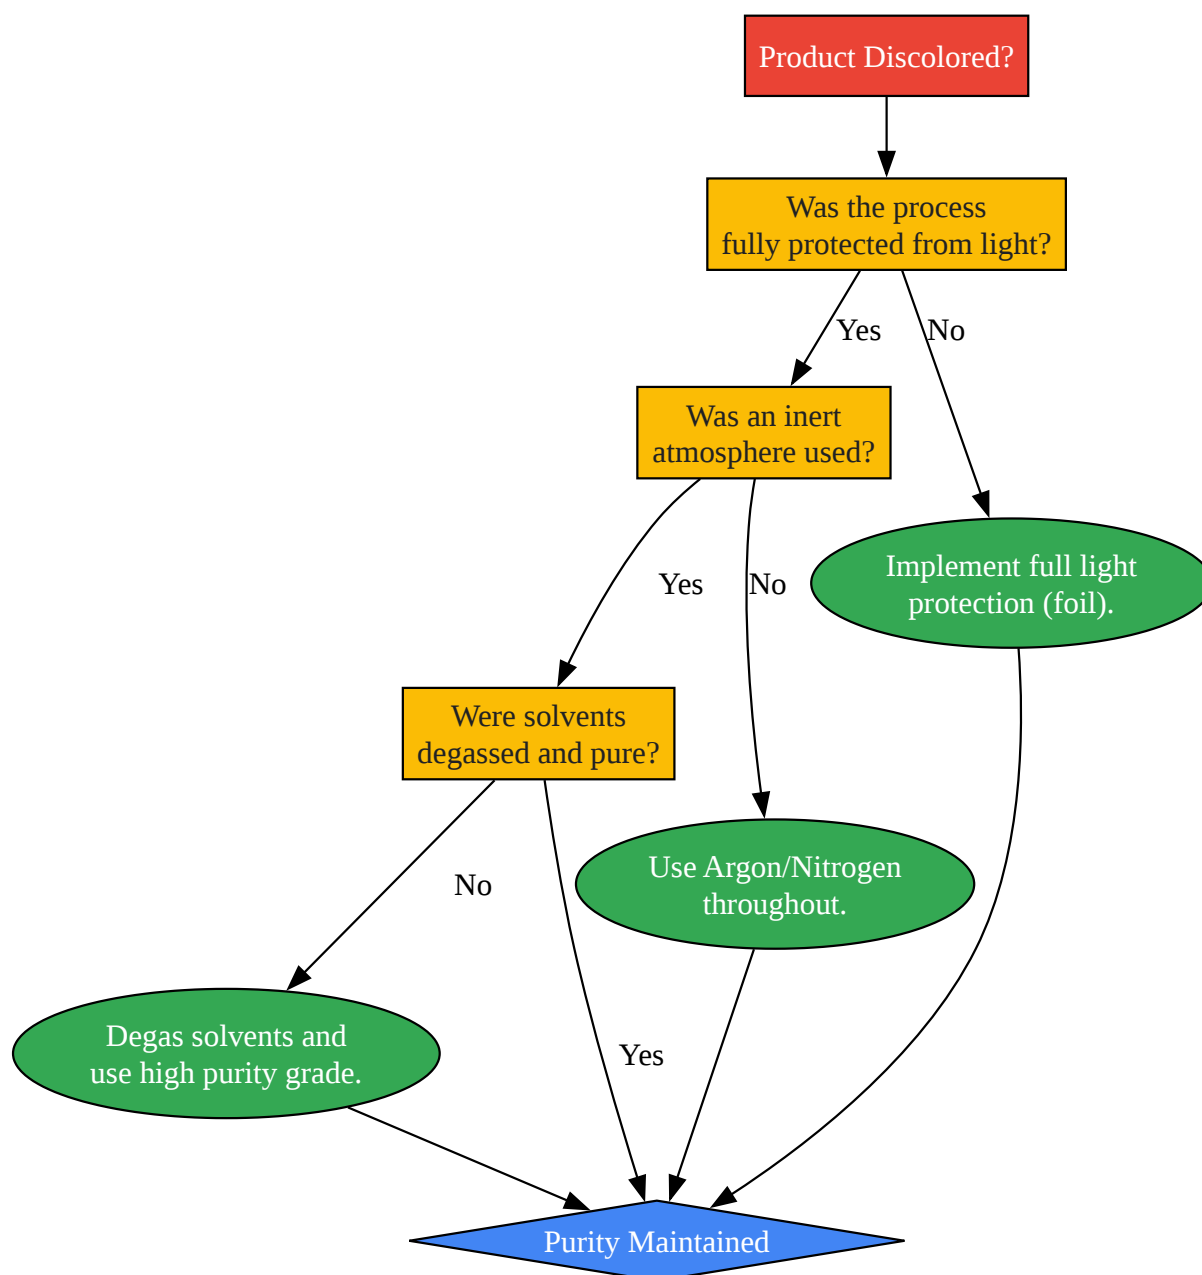 Product Discolored?
Was the process
fully protected from light?
Yes
No
Was an inert
atmosphere used?
Implement full light
protection (foil).
Yes
No
Were solvents
degassed and pure?
Use Argon/Nitrogen
throughout.
No
Degas solvents and
use high purity grade.
Yes
Purity Maintained